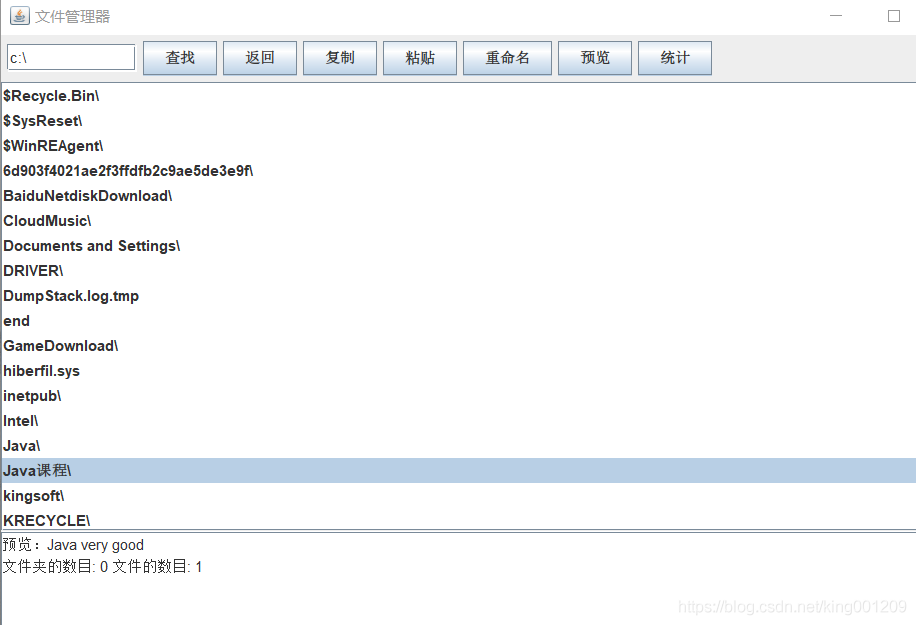 文件管理器
c:\ 查找 返回 复制 粘贴 重命名 预览 统计
$Recycle.Bin\
$SysReset\
$WinREAgent\
6d903f4021ae2f3ffdfb2c9ae5de3e9f\
BaiduNetdiskDownload\
CloudMusic\
Documents and Settings\
DRIVER\
DumpStack.log.tmp
end
GameDownload\
hiberfil.sys
inetpub\
Intel\
Java\
Java课程\
kingsoft\
KRECYCLE\
预览：Java very good
文件夹的数目: 0 文件的数目: 1
https://blog.csdn.net/king001209